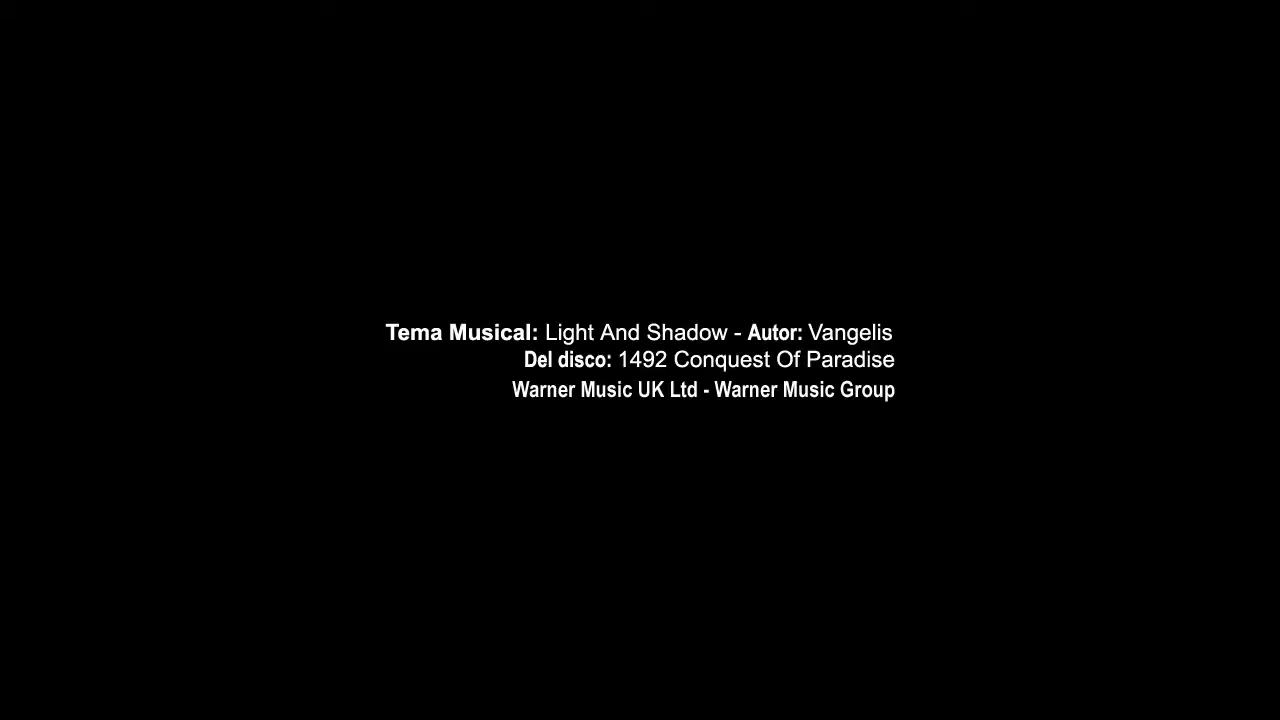 Tema Musical: Light And Shadow - Autor: Vangelis
Del disco: 1492 Conquest Of Paradise
Warner Music UK Ltd - Warner Music Group